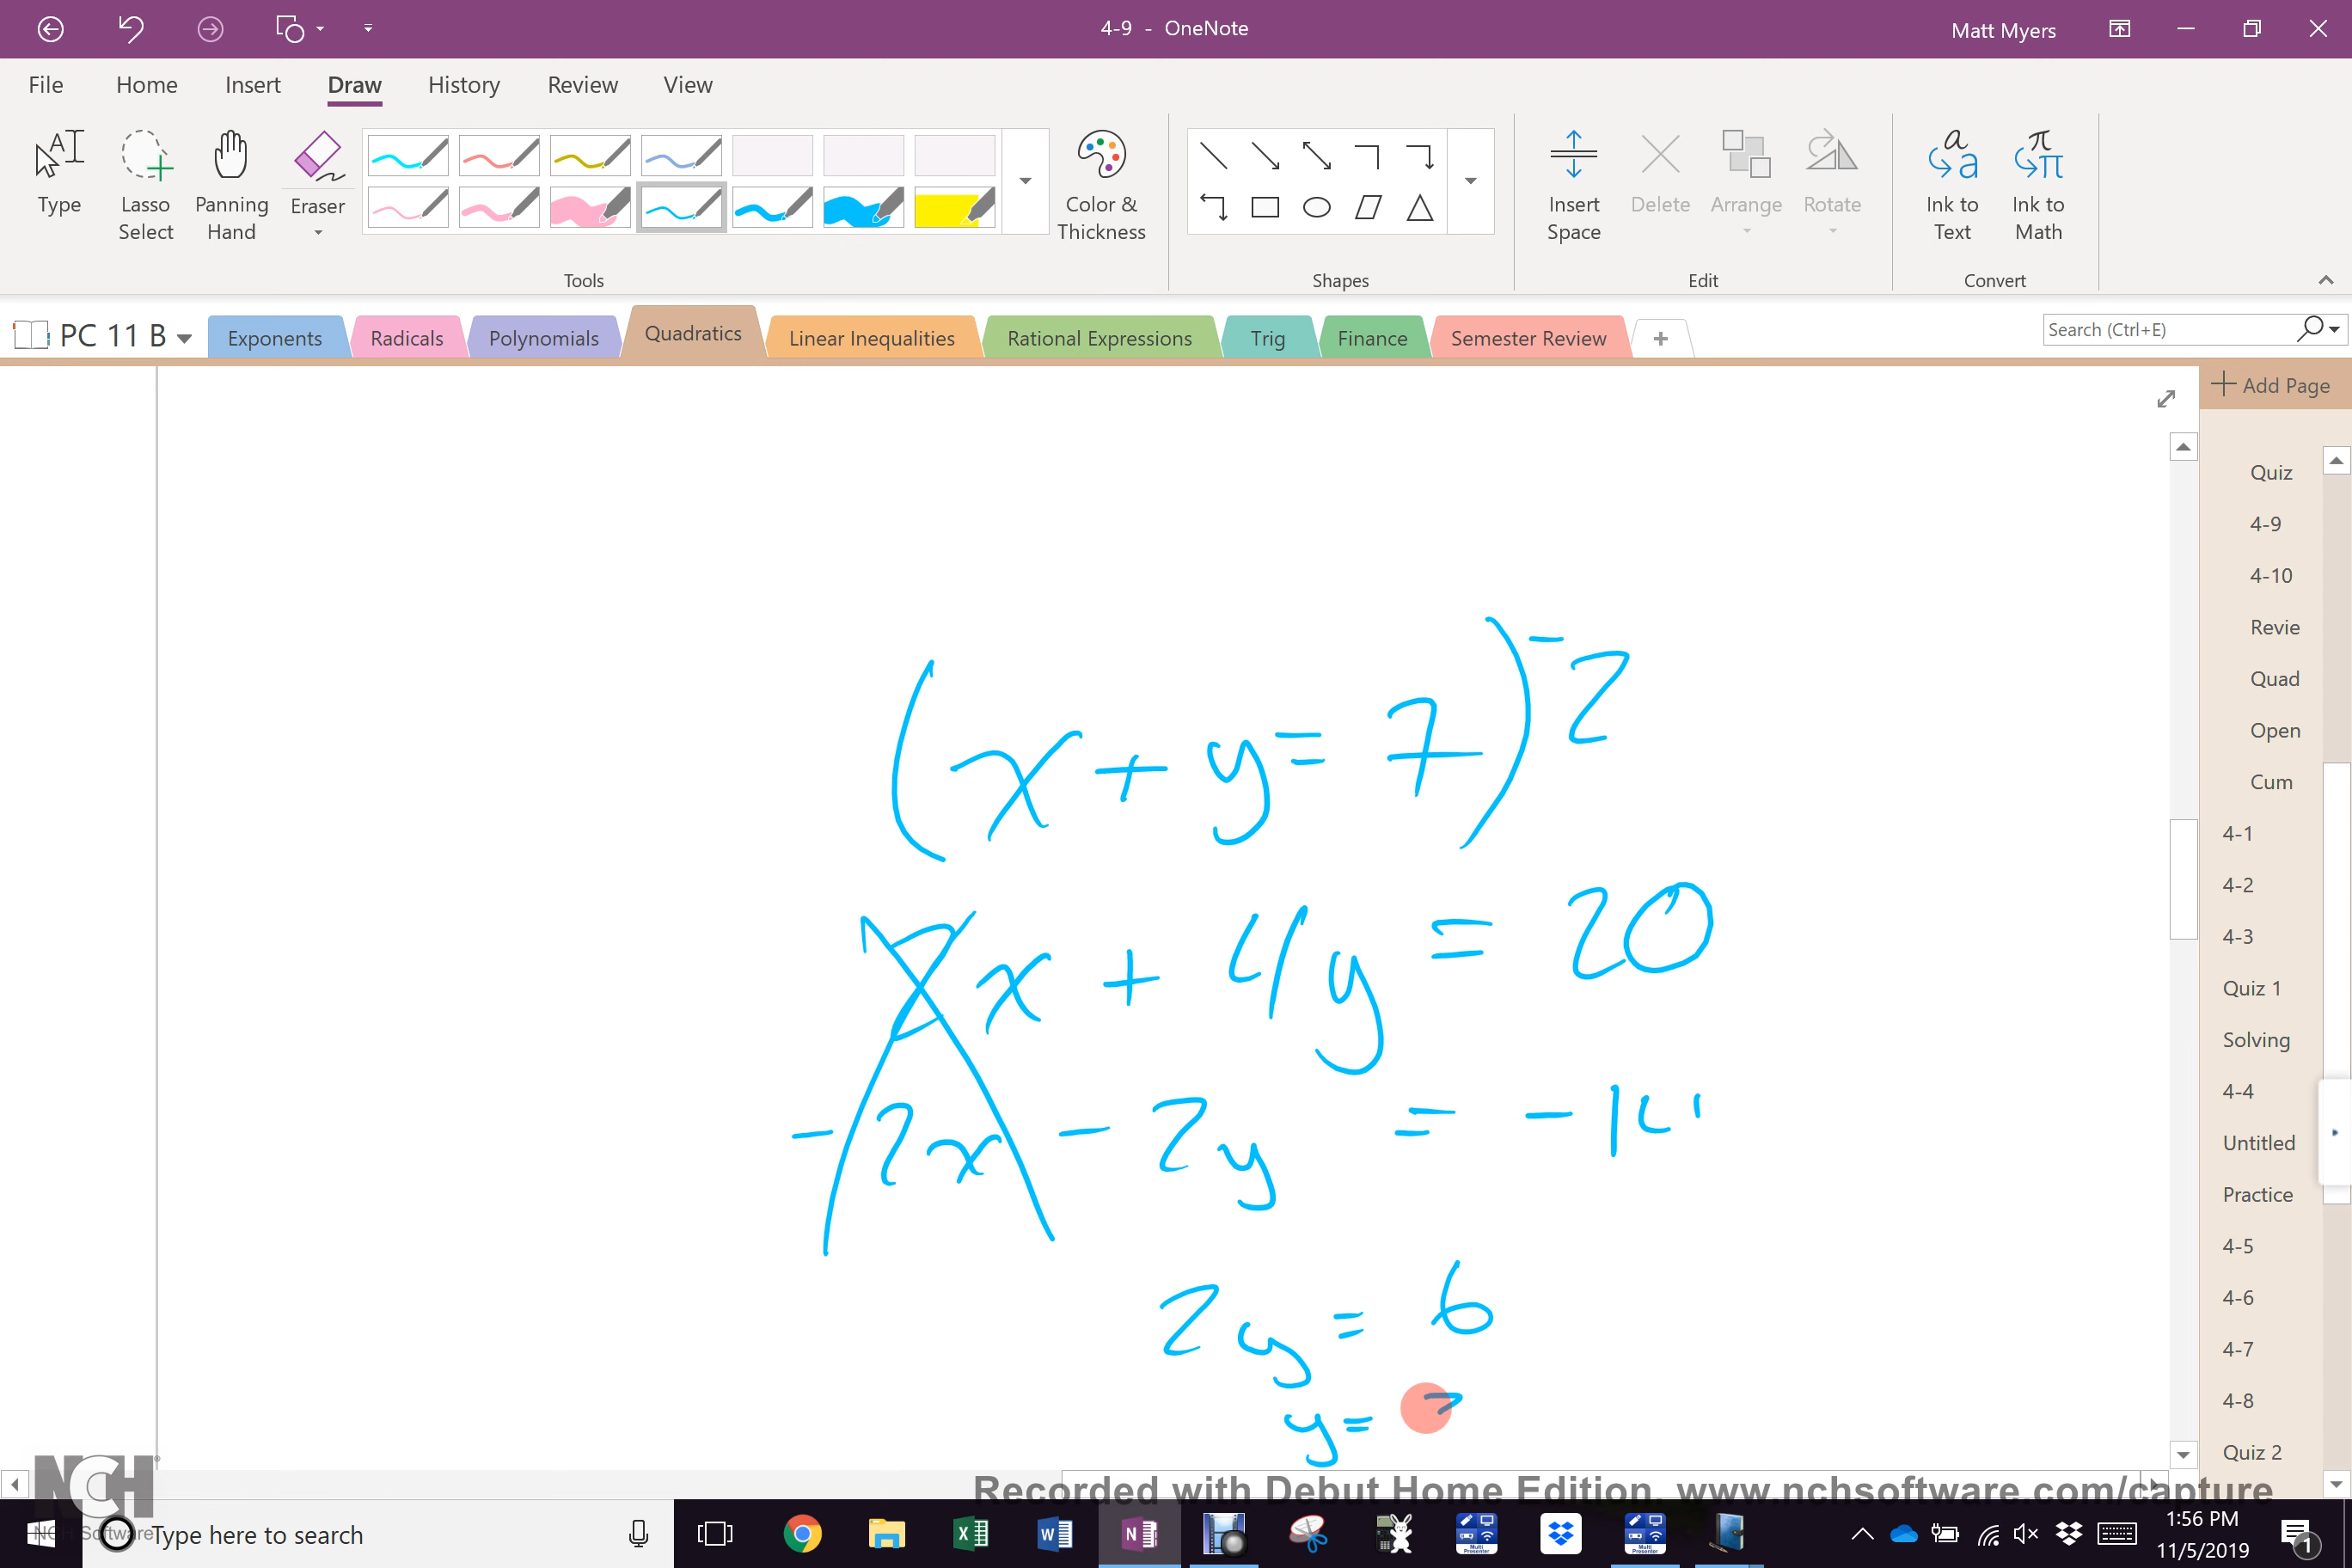 4-9 - OneNote
Matt Myers
File Home Insert Draw History Review View
Type
Lasso Select
Panning Hand
Eraser
Color & Thickness
Insert Space
Delete
Arrange
Rotate
Ink to Text
Ink to Math
Tools
Shapes
Edit
Convert
PC 11 B
Exponents Radicals Polynomials Quadratics Linear Inequalities Rational Expressions Trig Finance Semester Review
Search (Ctrl+E)
Add Page
Quiz
4-9
4-10
Revie
Quad
Open
Cum
4-1
4-2
4-3
Quiz 1
Solving
4-4
Untitled
Practice
4-5
4-6
4-7
4-8
Quiz 2
(x + y = 7) -2
2x + 4y = 20
-2x - 2y = -14
2y = 6
y =
NCH
NCH Software
Recorded with Debut Home Edition. www.nchsoftware.com/capture
Type here to search
1:56 PM
11/5/2019
1